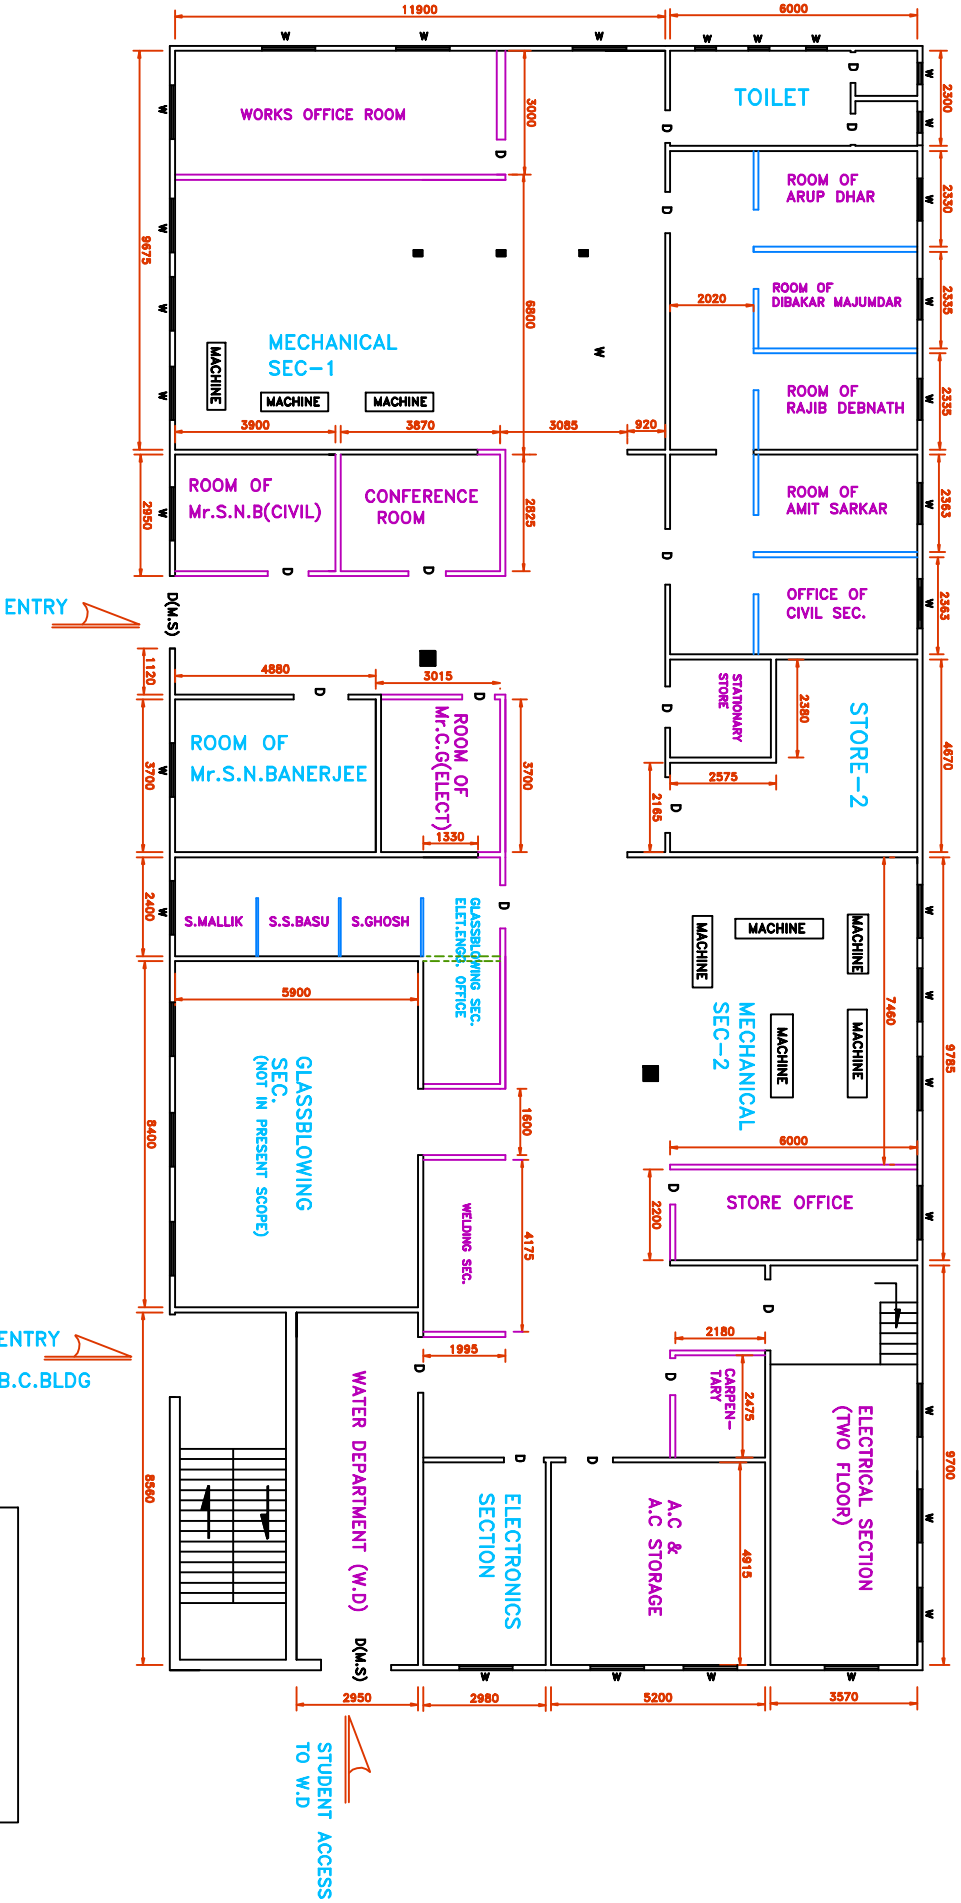 11900
6000
W
W
W
W
W
W
TOILET
D
D
D
W
W
2300
WORKS OFFICE ROOM
3000
D
W
9675
ROOM OF
ARUP DHAR
D
W
2330
W
6800
2020
ROOM OF
DIBAKAR MAJUMDAR
W
2335
W
MECHANICAL
SEC-1
W
MACHINE
MACHINE
MACHINE
W
ROOM OF
RAJIB DEBNATH
W
2335
3900
3870
3085
920
ROOM OF
Mr.S.N.B(CIVIL)
CONFERENCE
ROOM
2825
2950
W
D
D
ROOM OF
AMIT SARKAR
W
2363
D
OFFICE OF
CIVIL SEC.
W
2363
ENTRY
D(M.S)
1120
4880
3015
D
D
ROOM OF
Mr.S.N.BANERJEE
ROOM OF
Mr.C.G(ELECT)
3700
3700
W
1330
STATIONARY
STORE
2380
D
2575
2165
D
STORE-2
4670
2400
W
S.MALLIK
S.S.BASU
S.GHOSH
GLASSBLOWING SEC.
ELET.ENGG. OFFICE
D
5900
GLASSBLOWING
SEC.
(NOT IN PRESENT SCOPE)
8400
1600
MACHINE
MACHINE
MACHINE
MACHINE
MACHINE
MECHANICAL
SEC-2
7460
9785
W
W
W
6000
WELDING SEC.
4175
1995
STORE OFFICE
D
2200
W
D
ENTRY
B.C.BLDG
8560
WATER DEPARTMENT (W.D)
D
D(M.S)
2180
D
CARPEN-
TARY
2475
D
D
ELECTRONICS
SECTION
A.C &
A.C STORAGE
4915
ELECTRICAL SECTION
(TWO FLOOR)
9700
W
W
W
W
W
W
W
2950
2980
5200
3570
STUDENT ACCESS
TO W.D